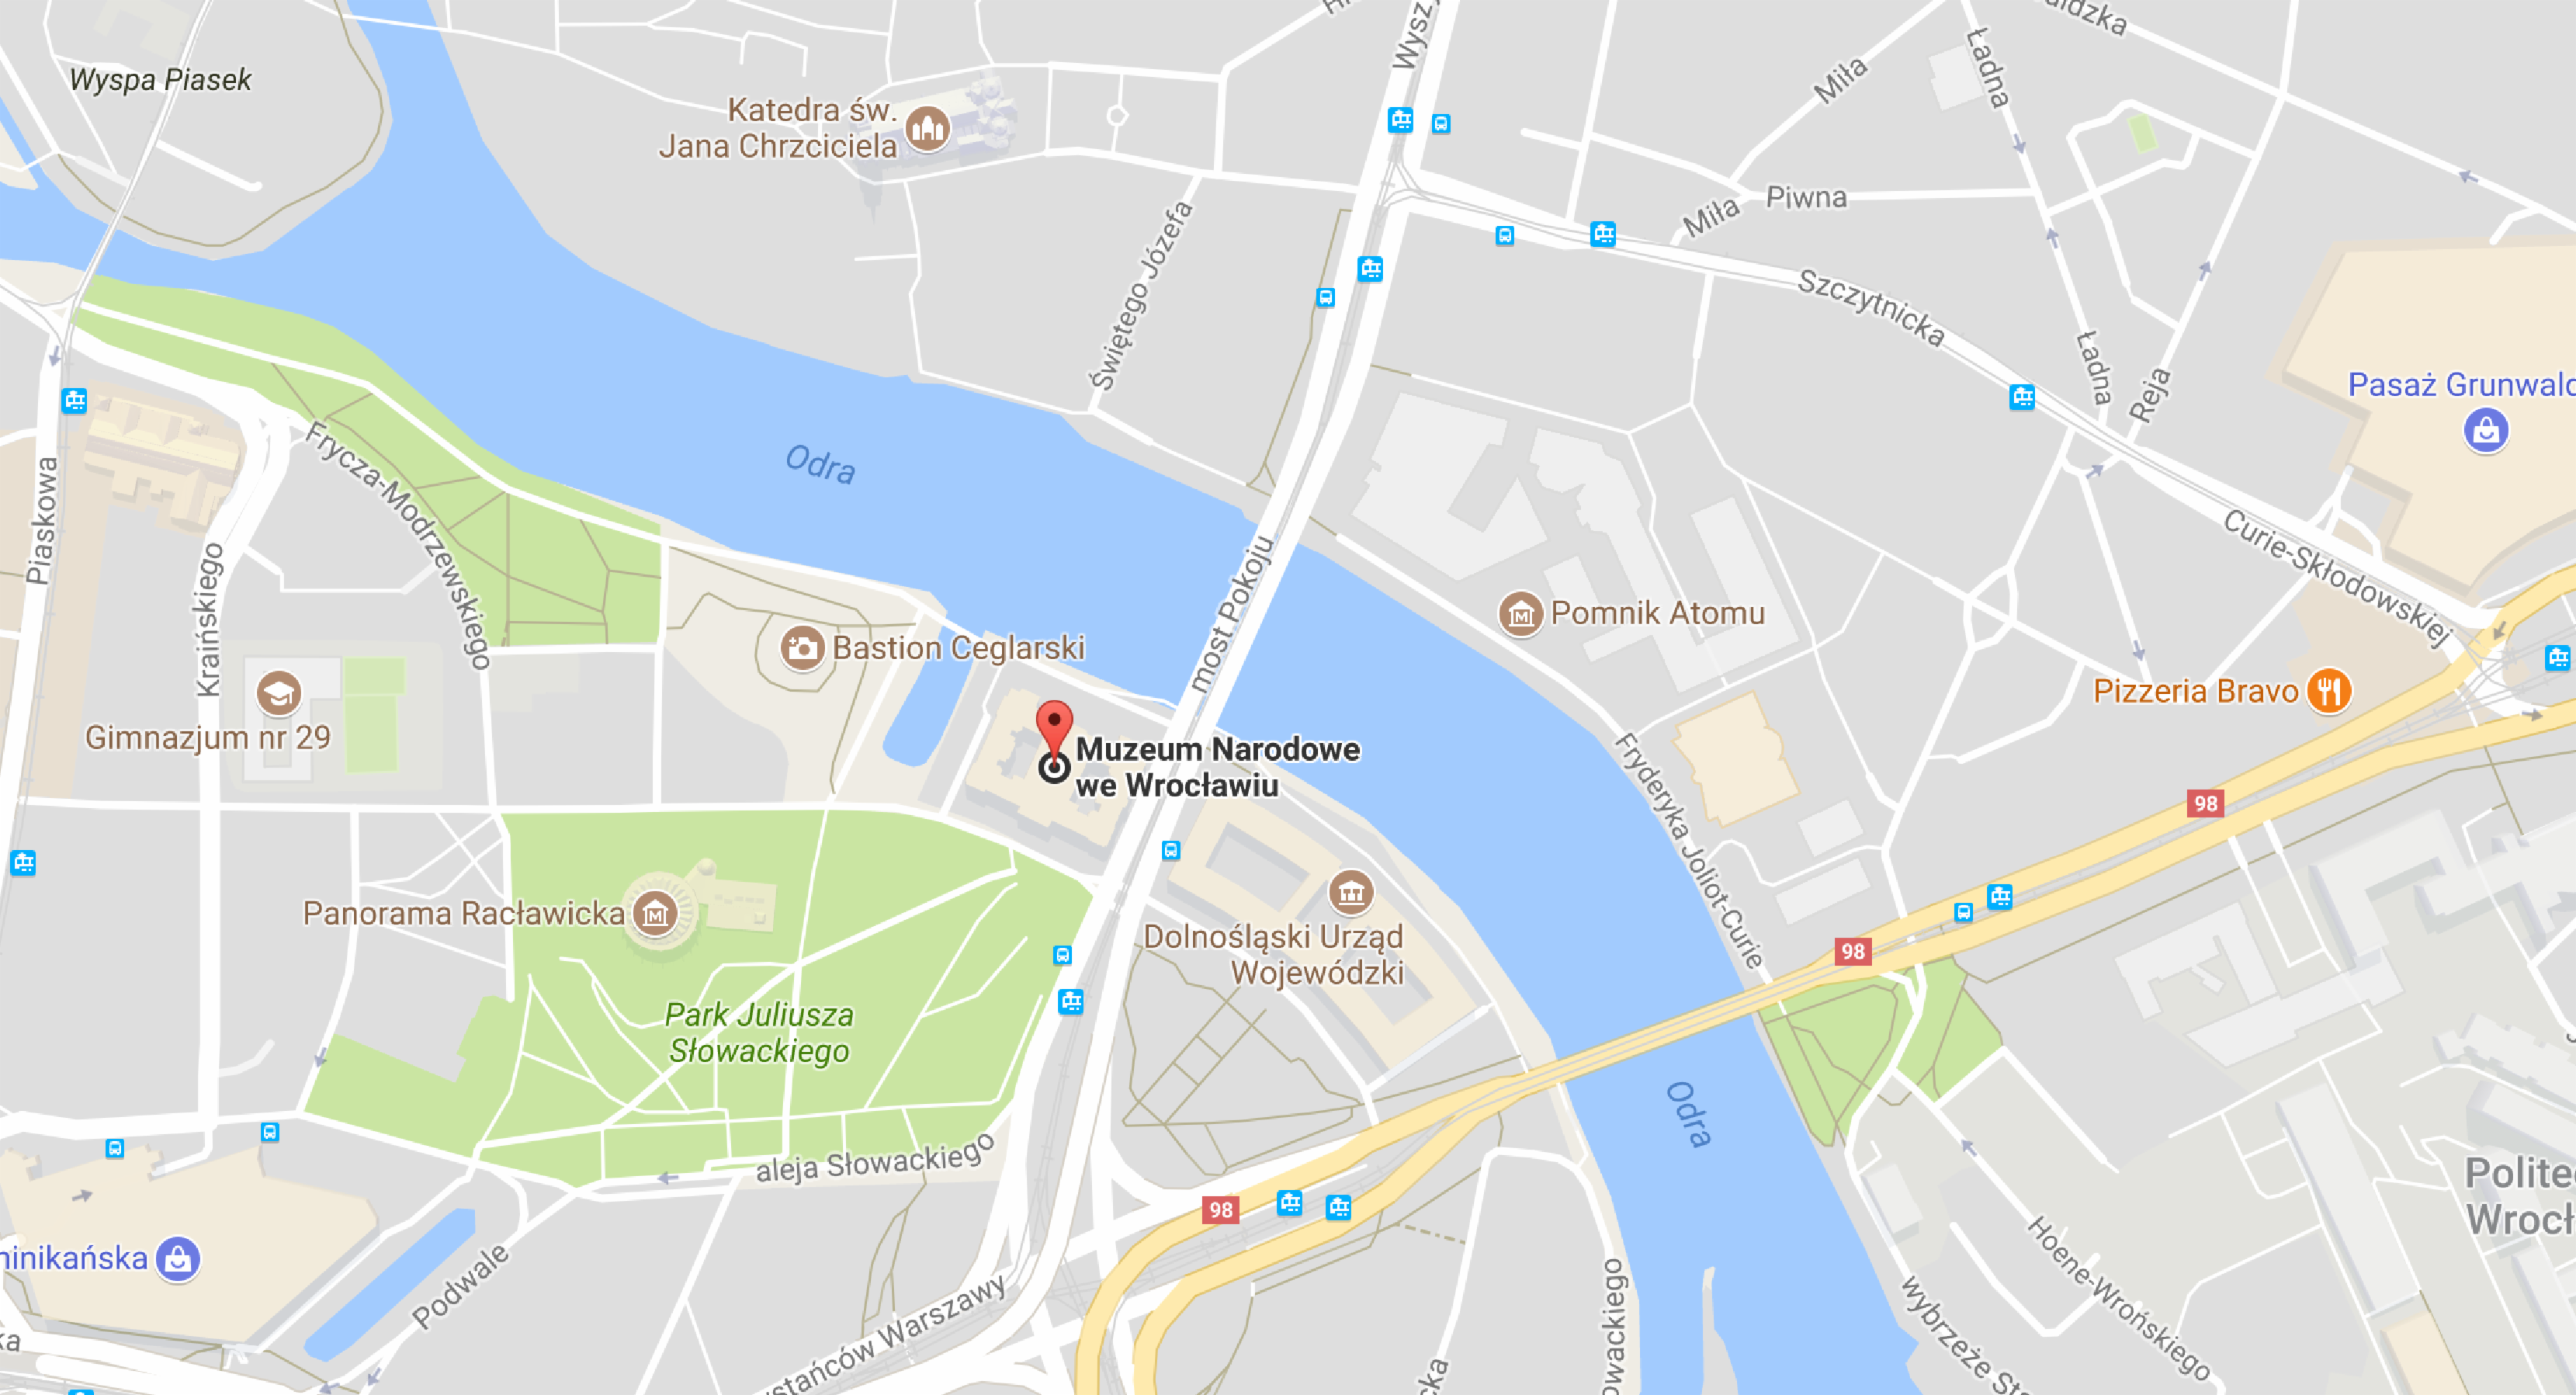 Wyspa Piasek
Katedra św.
Jana Chrzciciela
Wysz
Ładna
Miła
Miła
Piwna
Świętego Józefa
Szczytnicka
Ładna
Reja
Pasaż Grunwald
Odra
Frycza-Modrzewskiego
Piaskowa
Kraińskiego
most Pokoju
Curie-Skłodowskiej
Pomnik Atomu
Bastion Ceglarski
Pizzeria Bravo
Gimnazjum nr 29
Muzeum Narodowe
we Wrocławiu
Fryderyka Joliot-Curie
98
Panorama Racławicka
Dolnośląski Urząd
Wojewódzki
98
Park Juliusza
Słowackiego
Odra
aleja Słowackiego
98
Polite
Wrocł
Hoene-Wrońskiego
inikańska
Podwale
stańców Warszawy
owackiego
wybrzeże
cka
ka